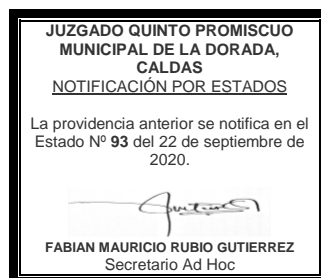 JUZGADO QUINTO PROMISCUO
MUNICIPAL DE LA DORADA,
CALDAS
NOTIFICACIÓN POR ESTADOS
La providencia anterior se notifica en el
Estado Nº 93 del 22 de septiembre de
2020.
FABIAN MAURICIO RUBIO GUTIERREZ
Secretario Ad Hoc